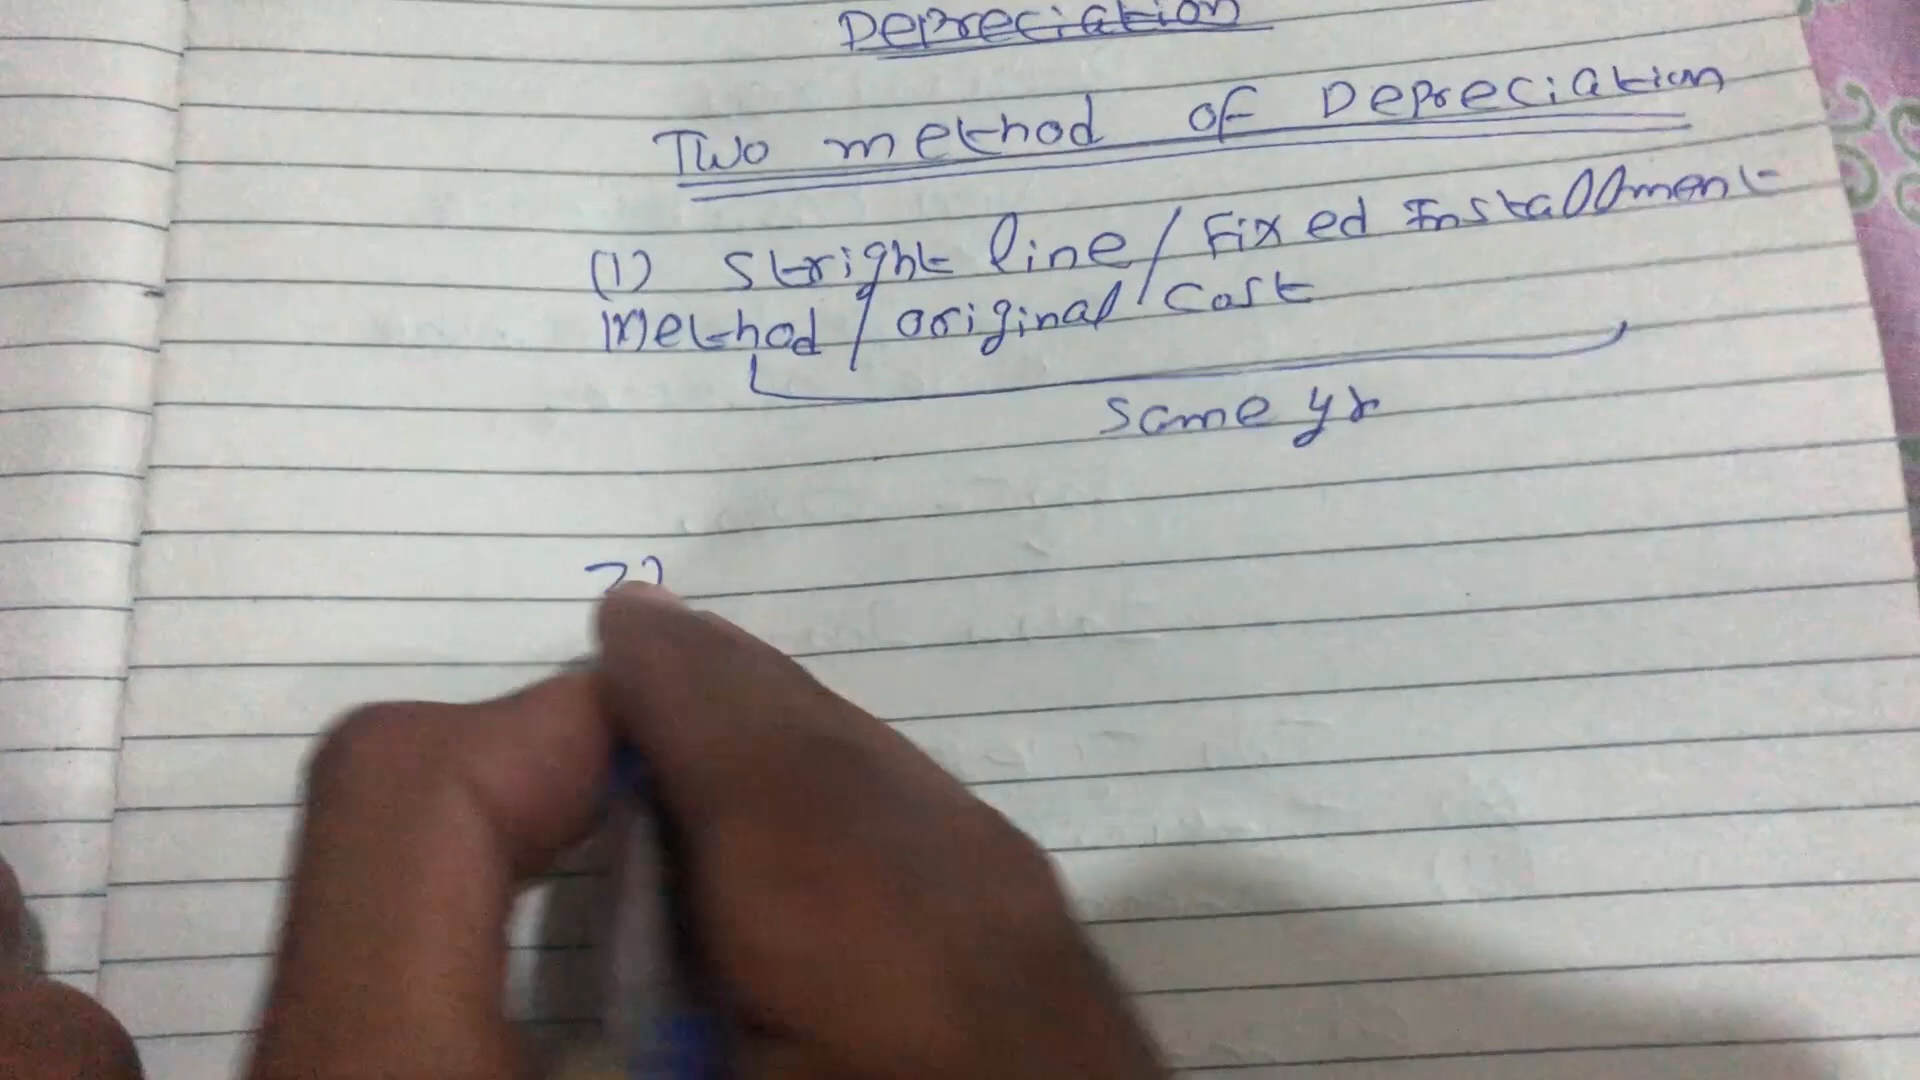 Depreciation
Two method of Depreciation
(1) Stright line / Fixed Installment
Method / original cost
Same yr